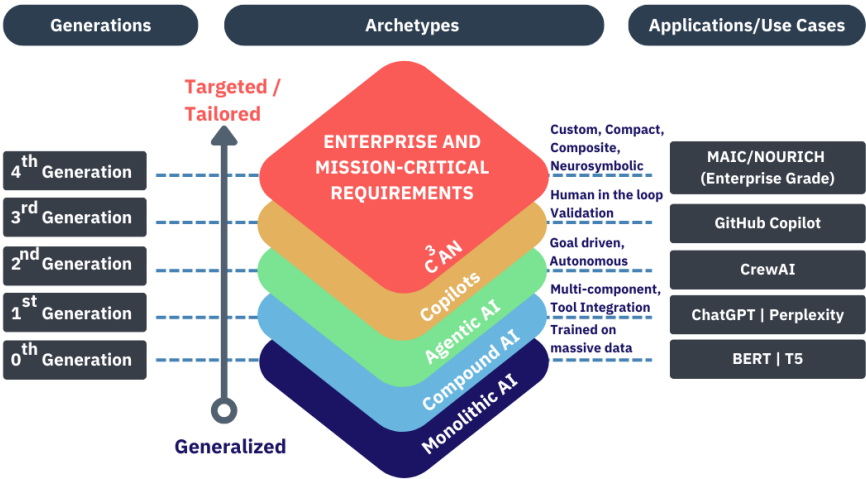 Generations
Archetypes
Applications/Use Cases
Targeted /
Tailored
ENTERPRISE AND
MISSION-CRITICAL
REQUIREMENTS
Custom, Compact,
Composite,
Neurosymbolic
4th Generation
MAIC/NOURICH
(Enterprise Grade)
Human in the loop
Validation
3rd Generation
GitHub Copilot
C3AN
Goal driven,
Autonomous
2nd Generation
CrewAI
Copilots
Multi-component,
Tool Integration
1st Generation
ChatGPT | Perplexity
Agentic AI
Trained on
massive data
0th Generation
BERT | T5
Compound AI
Monolithic AI
Generalized